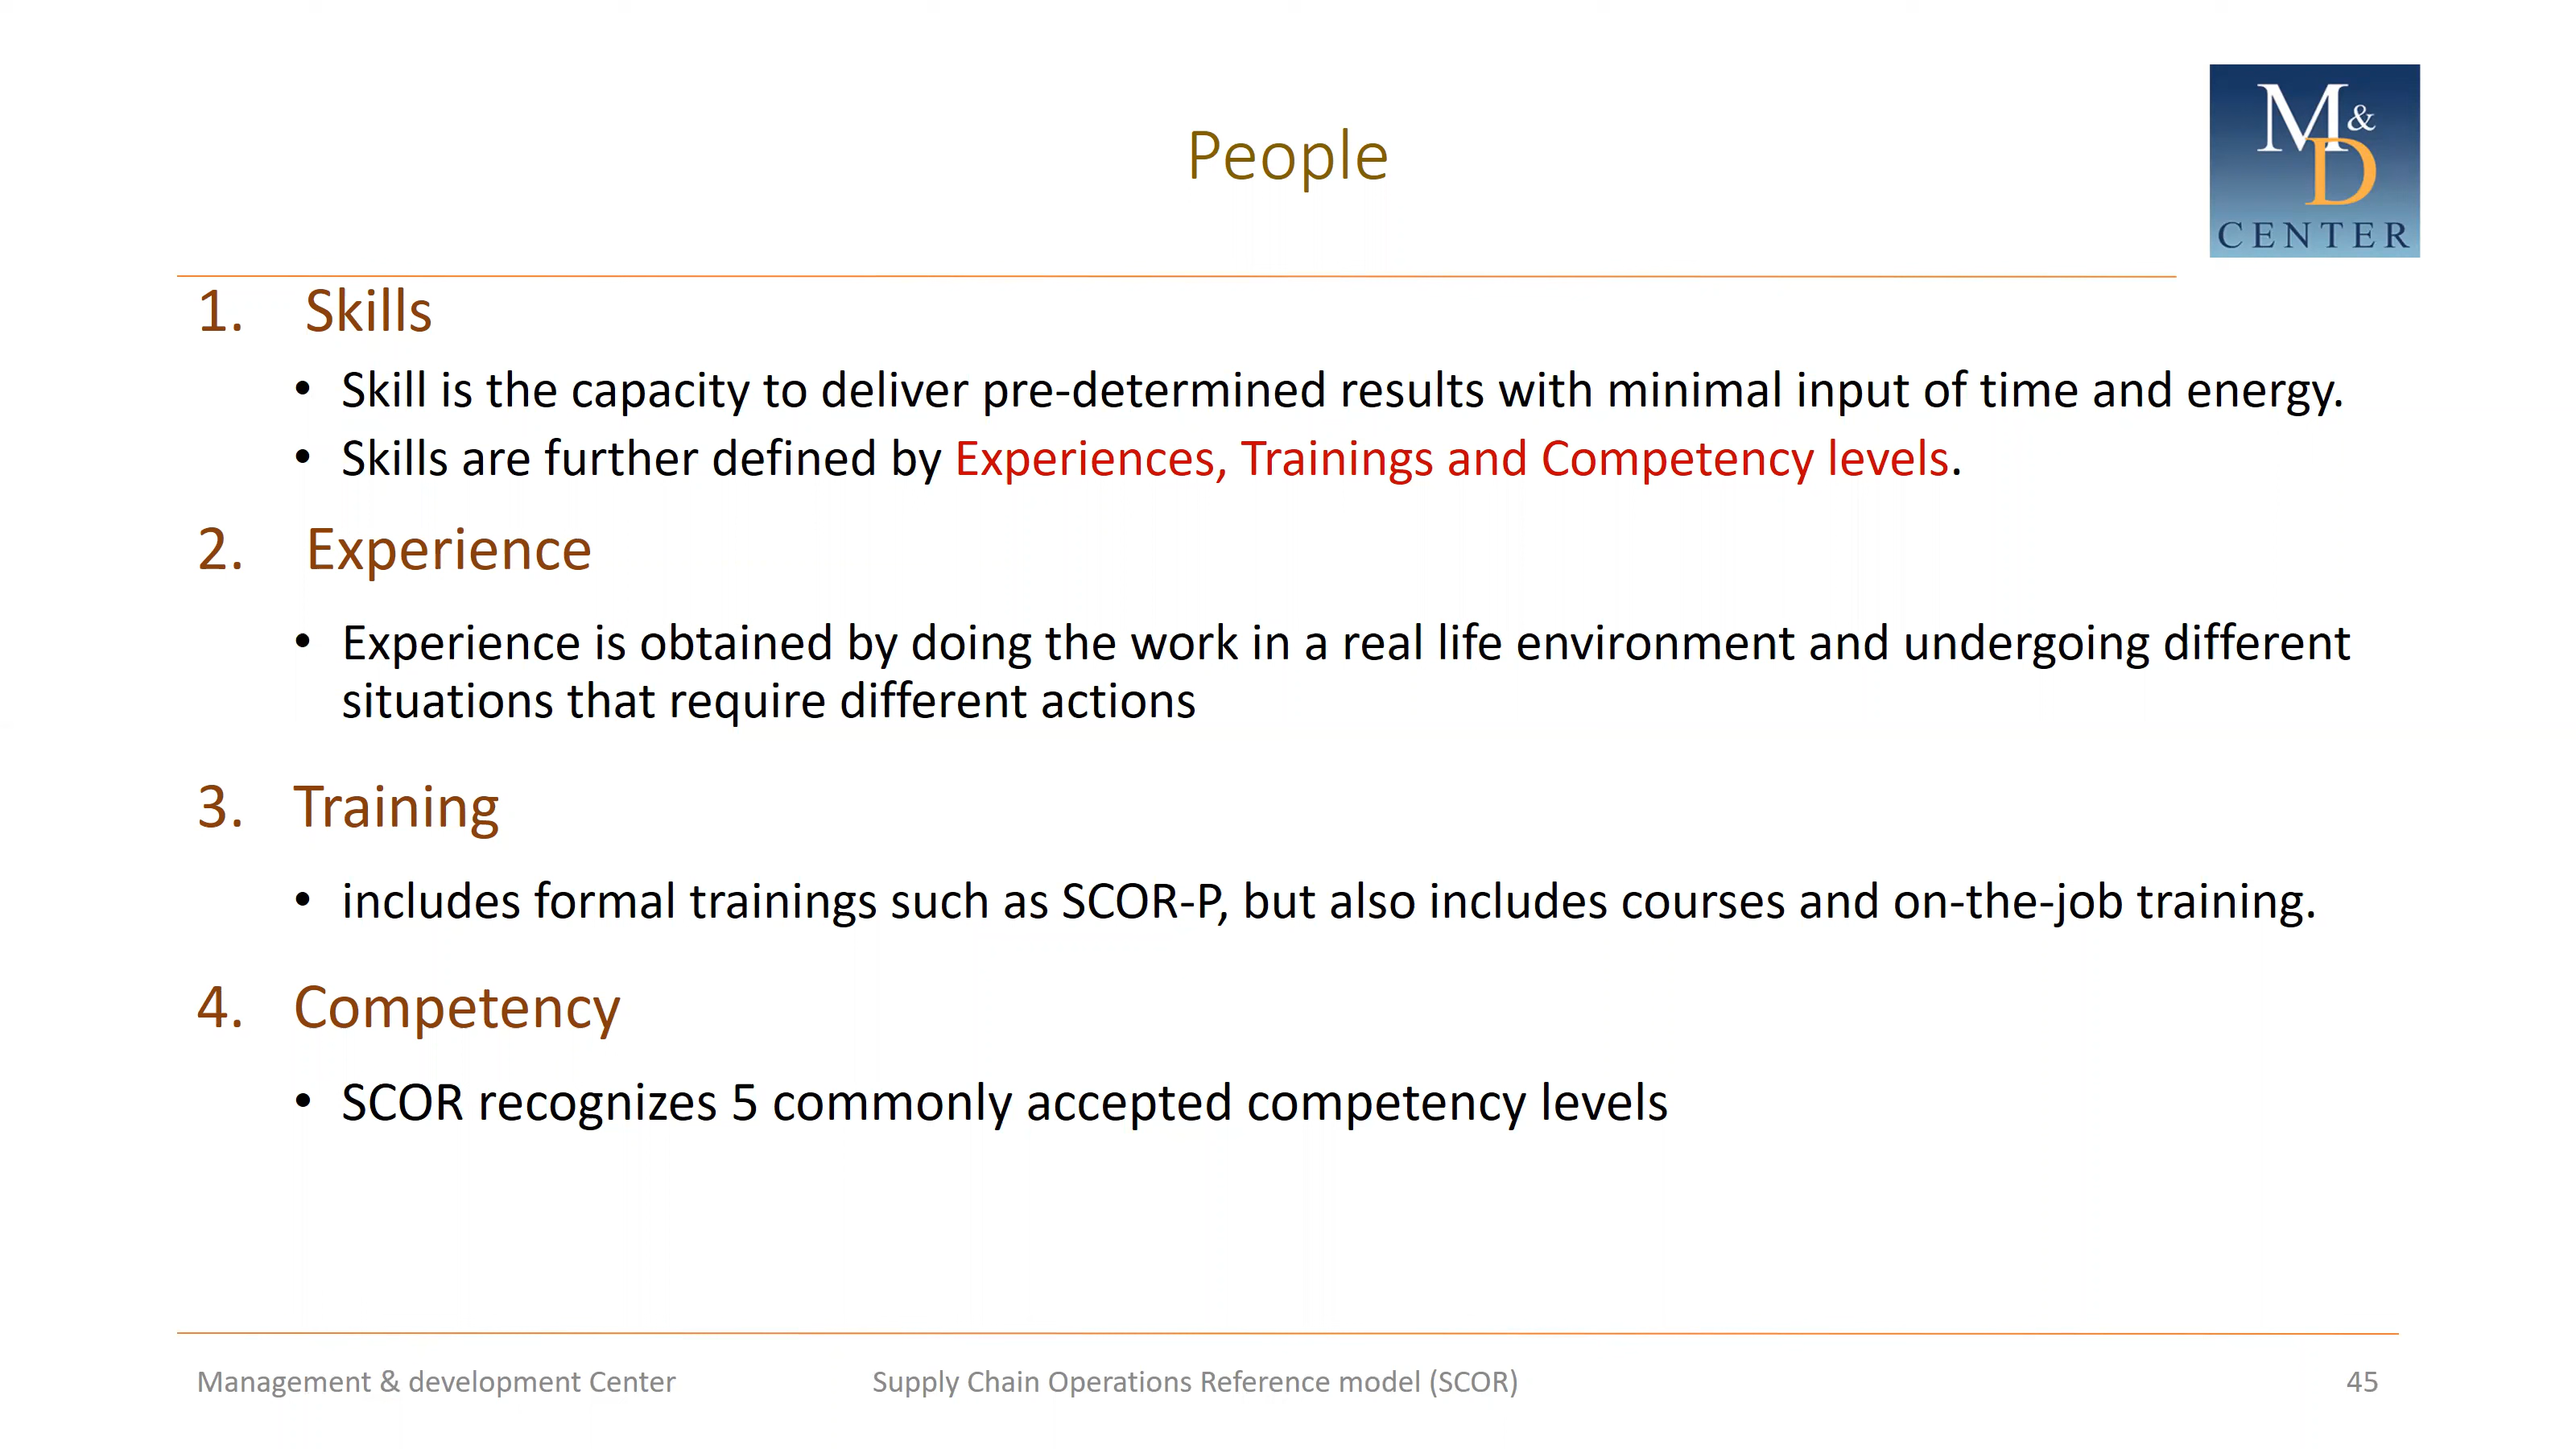 People
M&
D
CENTER
1. Skills
• Skill is the capacity to deliver pre-determined results with minimal input of time and energy.
• Skills are further defined by Experiences, Trainings and Competency levels.
2. Experience
• Experience is obtained by doing the work in a real life environment and undergoing different
situations that require different actions
3. Training
• includes formal trainings such as SCOR-P, but also includes courses and on-the-job training.
4. Competency
• SCOR recognizes 5 commonly accepted competency levels
Management & development Center
Supply Chain Operations Reference model (SCOR)
45